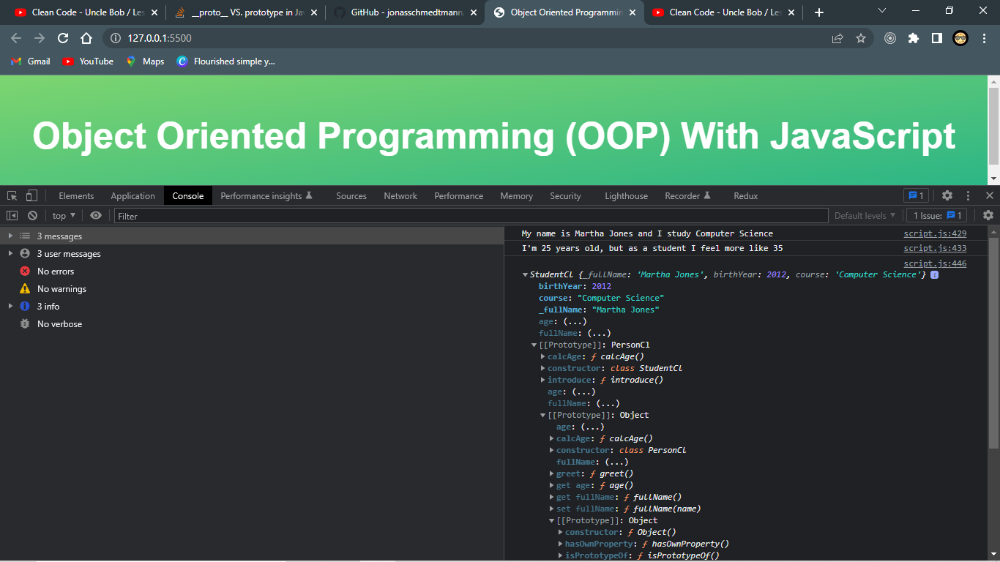 Clean Code - Uncle Bob / Les
__proto__ VS. prototype in Ja
GitHub - jonasschmedtmann
Object Oriented Programmin
Clean Code - Uncle Bob / Les
127.0.0.1:5500
Gmail YouTube Maps Flourished simple y...
Object Oriented Programming (OOP) With JavaScript
Elements Application Console Performance insights Sources Network Performance Memory Security Lighthouse Recorder Redux 1
top Filter Default levels 1 Issue: 1
3 messages
3 user messages
No errors
No warnings
3 info
No verbose
My name is Martha Jones and I study Computer Science script.js:429
I'm 25 years old, but as a student I feel more like 35 script.js:433
script.js:446
StudentCl {_fullName: 'Martha Jones', birthYear: 2012, course: 'Computer Science'} i
birthYear: 2012
course: "Computer Science"
_fullName: "Martha Jones"
age: (...)
fullName: (...)
[[Prototype]]: PersonCl
calcAge: ƒ calcAge()
constructor: class StudentCl
introduce: ƒ introduce()
age: (...)
fullName: (...)
[[Prototype]]: Object
age: (...)
calcAge: ƒ calcAge()
constructor: class PersonCl
fullName: (...)
greet: ƒ greet()
get age: ƒ age()
get fullName: ƒ fullName()
set fullName: ƒ fullName(name)
[[Prototype]]: Object
constructor: ƒ Object()
hasOwnProperty: ƒ hasOwnProperty()
isPrototypeOf: ƒ isPrototypeOf()